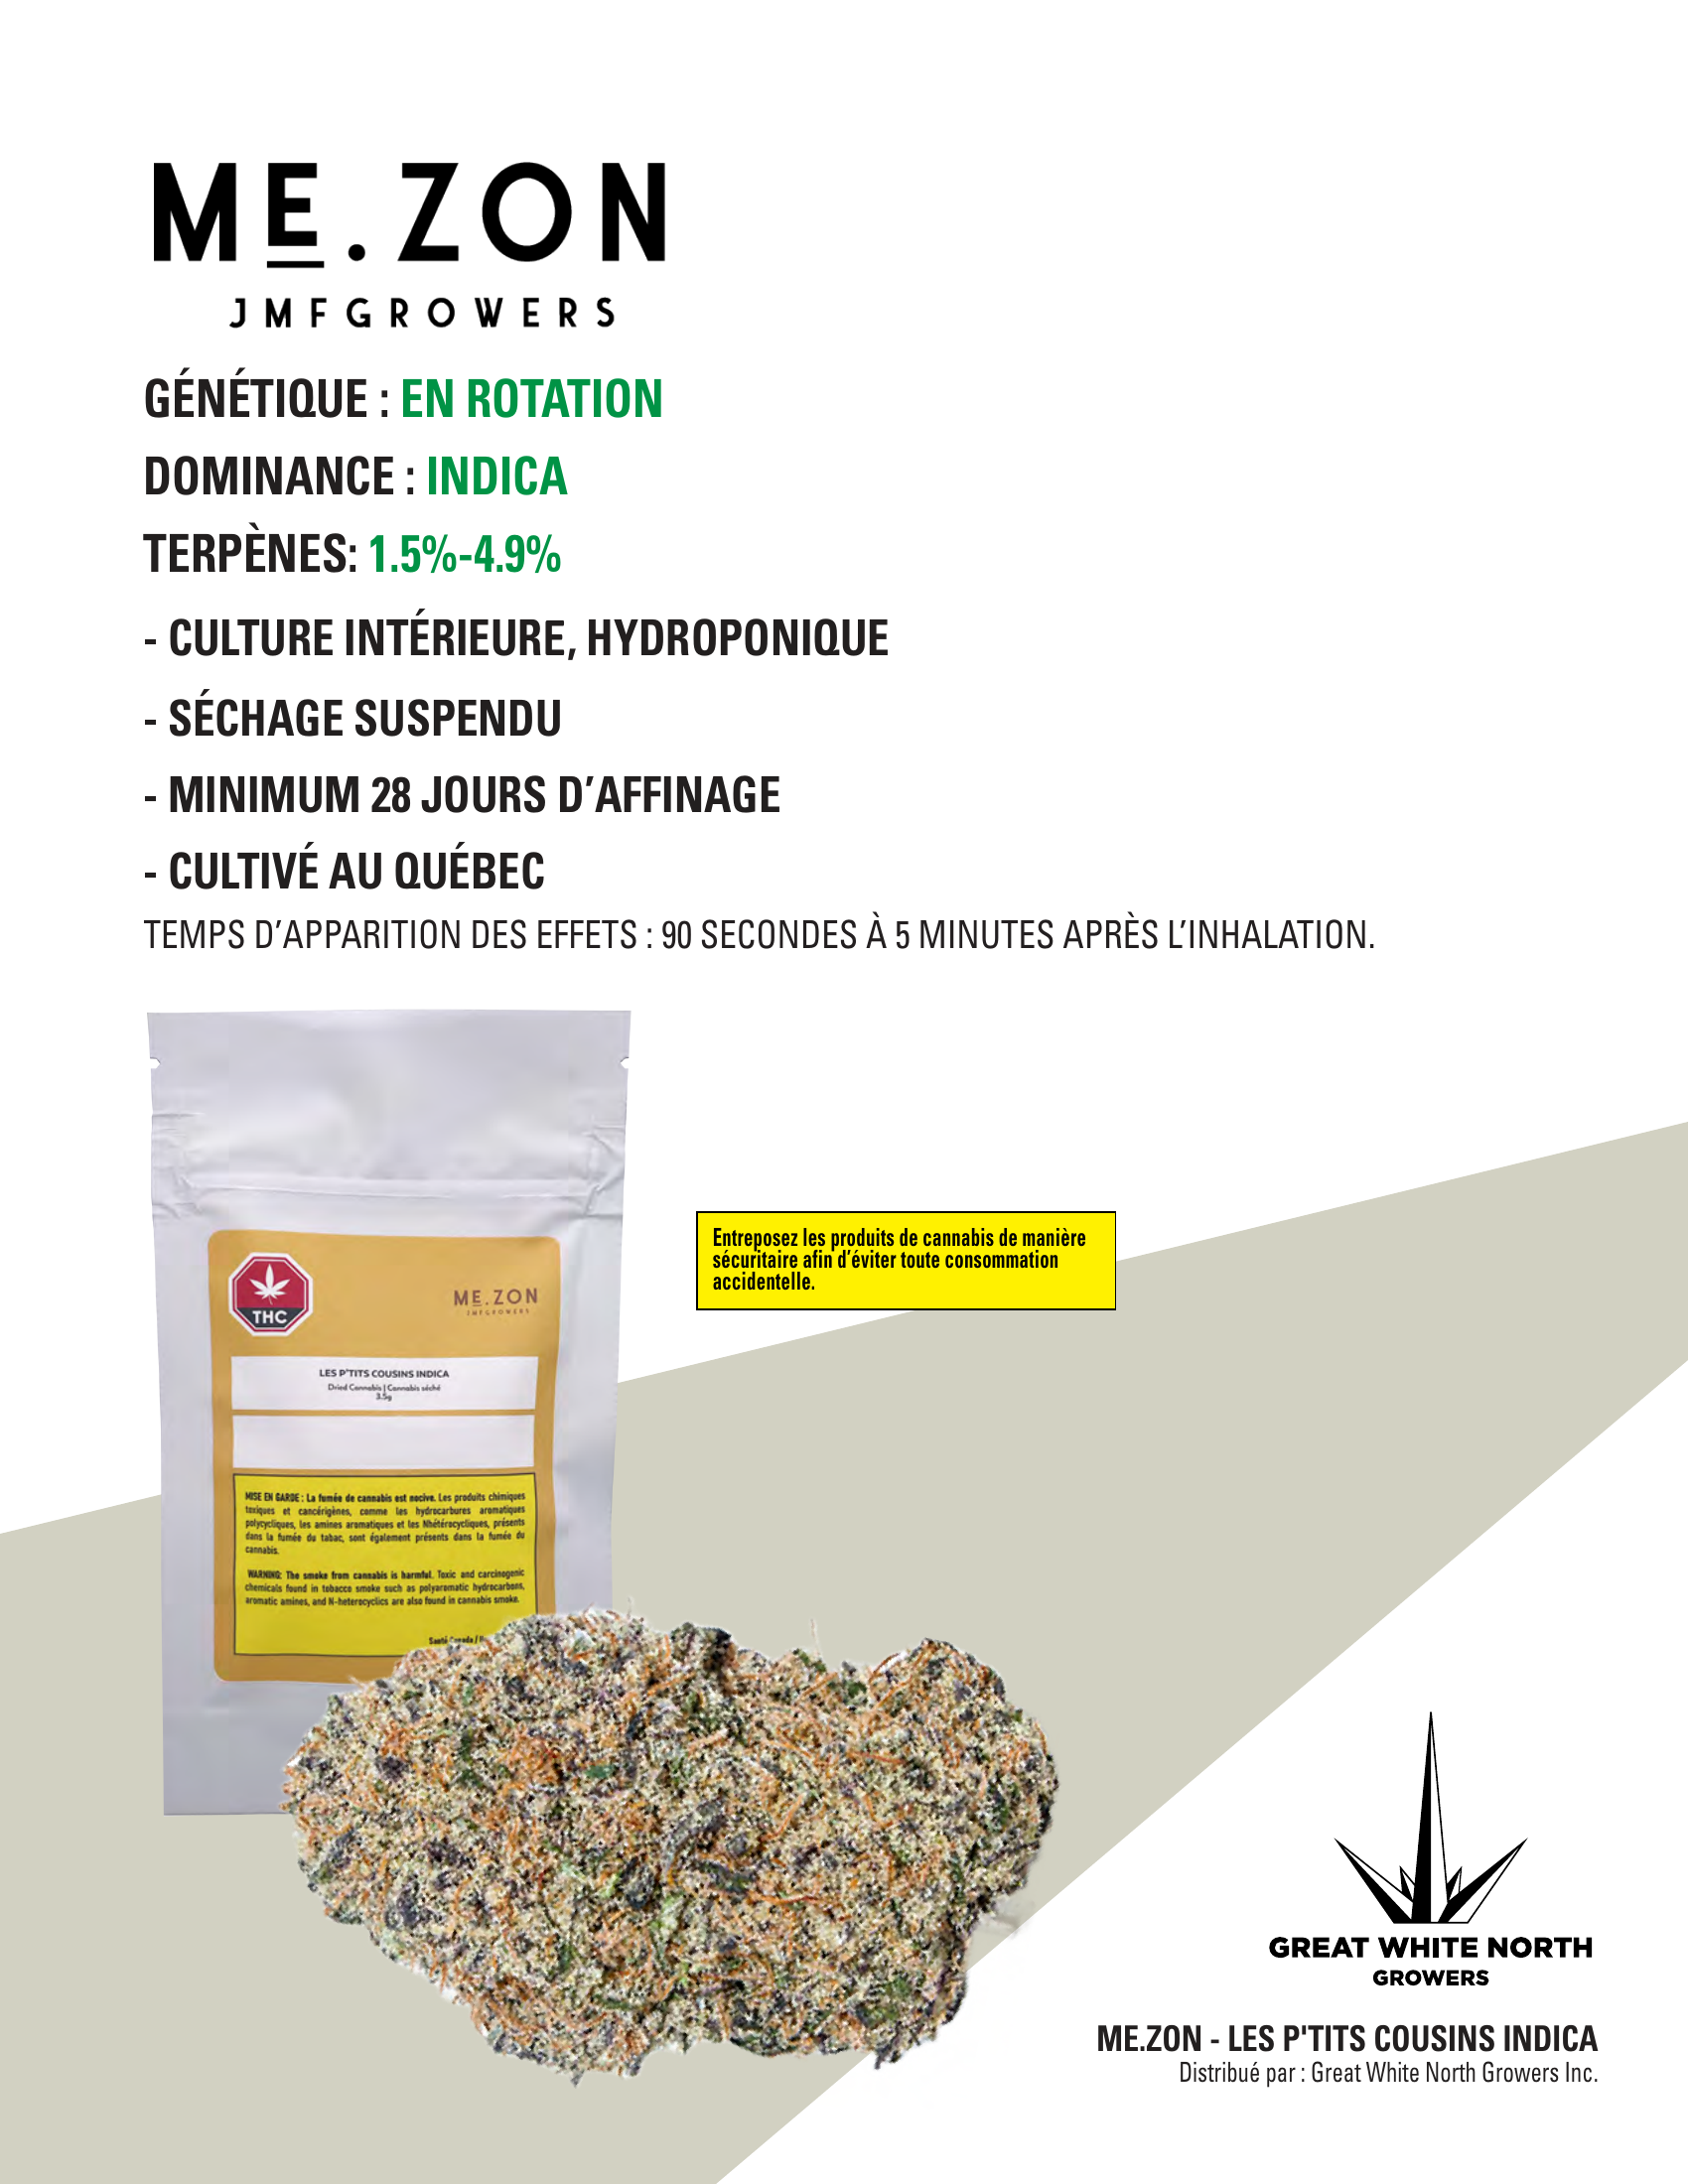 ME.ZON
JMFGROWERS
GÉNÉTIQUE : EN ROTATION
DOMINANCE : INDICA
TERPÈNES: 1.5%-4.9%
- CULTURE INTÉRIEURE, HYDROPONIQUE
- SÉCHAGE SUSPENDU
- MINIMUM 28 JOURS D’AFFINAGE
- CULTIVÉ AU QUÉBEC
TEMPS D’APPARITION DES EFFETS : 90 SECONDES À 5 MINUTES APRÈS L’INHALATION.
Entreposez les produits de cannabis de manière
sécuritaire afin d’éviter toute consommation
accidentelle.
THC
ME.ZON
JMFGROWERS
LES P'TITS COUSINS INDICA
Dried Cannabis | Cannabis séché
3.5g
MISE EN GARDE : La fumée de cannabis est nocive. Les produits chimiques
toxiques et cancérigènes, comme les hydrocarbures aromatiques
polycycliques, les amines aromatiques et les Nhétérocycliques, présents
dans la fumée du tabac, sont également présents dans la fumée du
cannabis.
WARNING: The smoke from cannabis is harmful. Toxic and carcinogenic
chemicals found in tobacco smoke such as polyaromatic hydrocarbons,
aromatic amines, and N-heterocyclics are also found in cannabis smoke.
Santé Canada /
GREAT WHITE NORTH
GROWERS
ME.ZON - LES P'TITS COUSINS INDICA
Distribué par : Great White North Growers Inc.